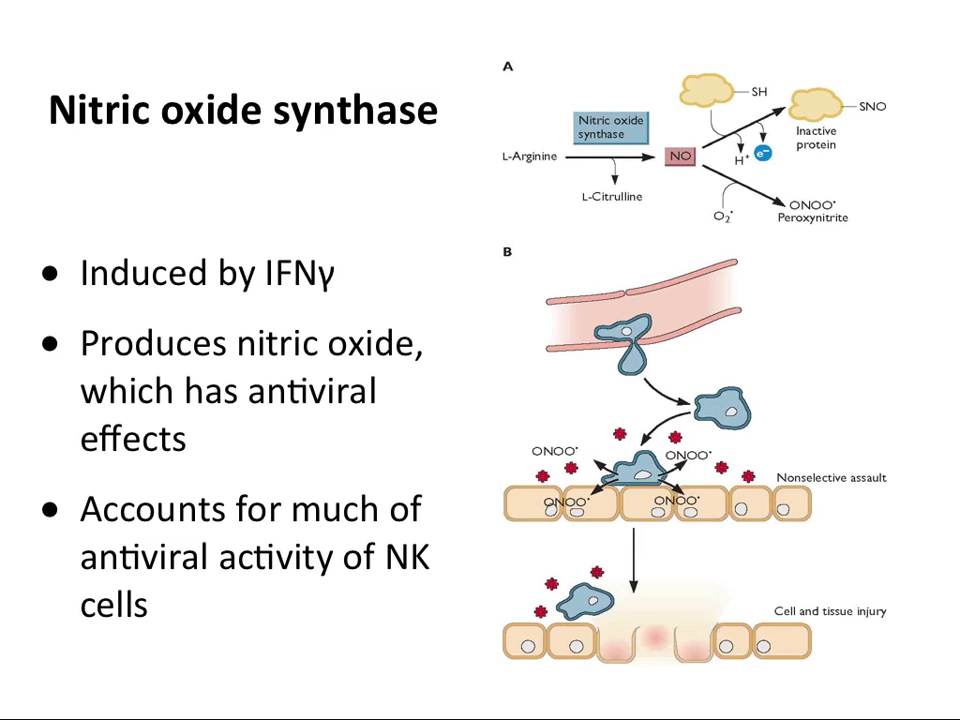 Nitric oxide synthase
• Induced by IFNγ
• Produces nitric oxide,
which has antiviral
effects
• Accounts for much of
antiviral activity of NK
cells
A
SH
SNO
Nitric oxide
synthase
Inactive
protein
L-Arginine
NO
H⁺
e⁻
L-Citrulline
O₂•
ONOO•
Peroxynitrite
B
ONOO•
ONOO•
Nonselective assault
ONOO•
ONOO•
Cell and tissue injury